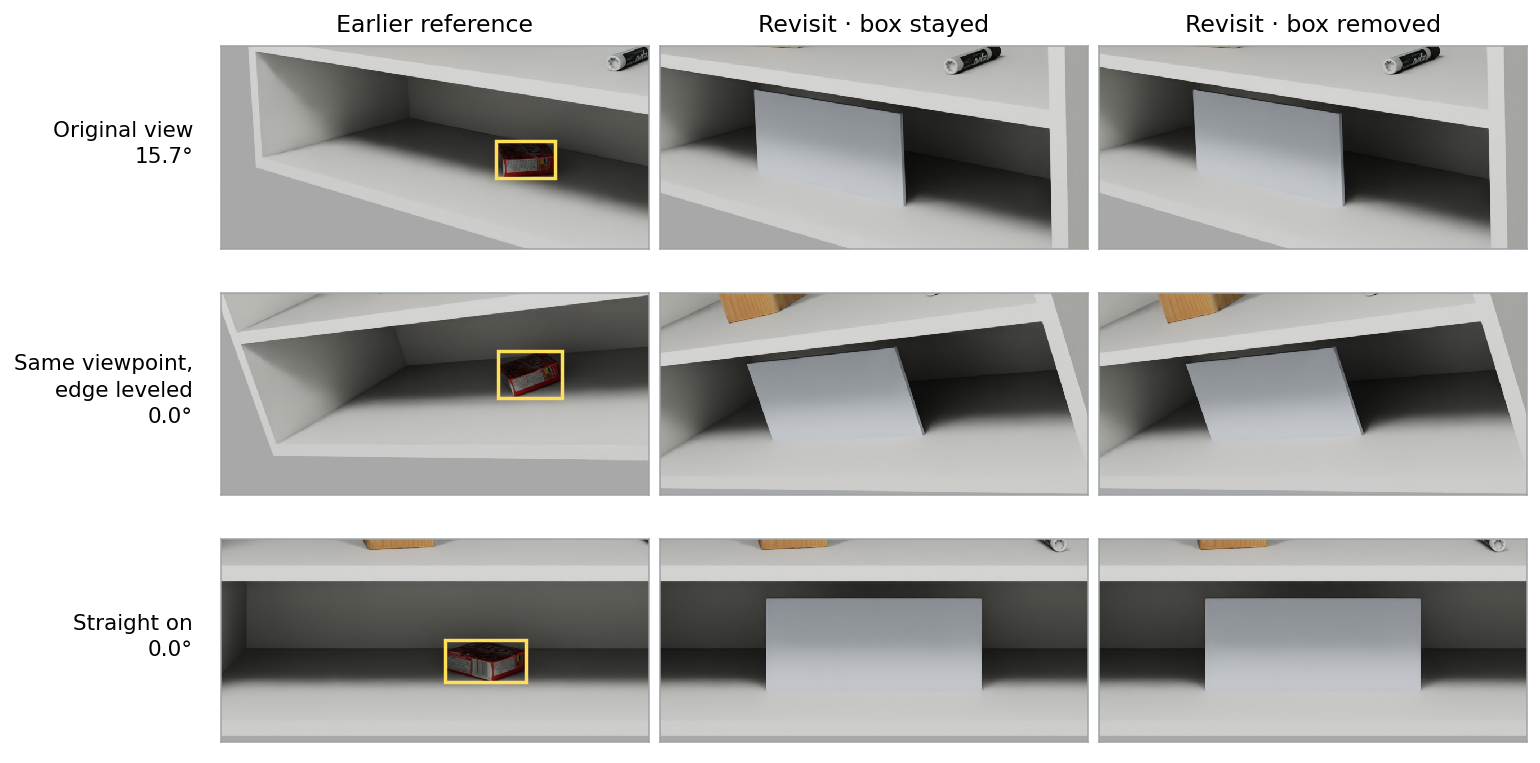 Earlier reference
Revisit · box stayed
Revisit · box removed
Original view
15.7°
Same viewpoint,
edge leveled
0.0°
Straight on
0.0°